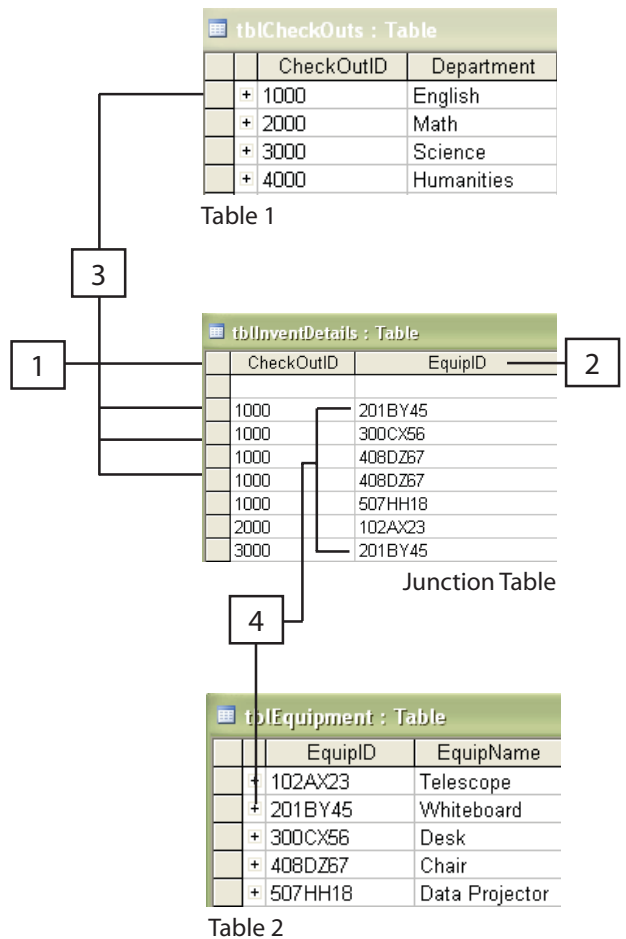 tblCheckOuts : Table
CheckOutID Department
1000 English
2000 Math
3000 Science
4000 Humanities
Table 1
3
tblInventDetails : Table
1 CheckOutID EquipID 2
1000 201BY45
1000 300CX56
1000 408DZ67
1000 408DZ67
1000 507HH18
2000 102AX23
3000 201BY45
Junction Table
4
tblEquipment : Table
EquipID EquipName
102AX23 Telescope
201BY45 Whiteboard
300CX56 Desk
408DZ67 Chair
507HH18 Data Projector
Table 2